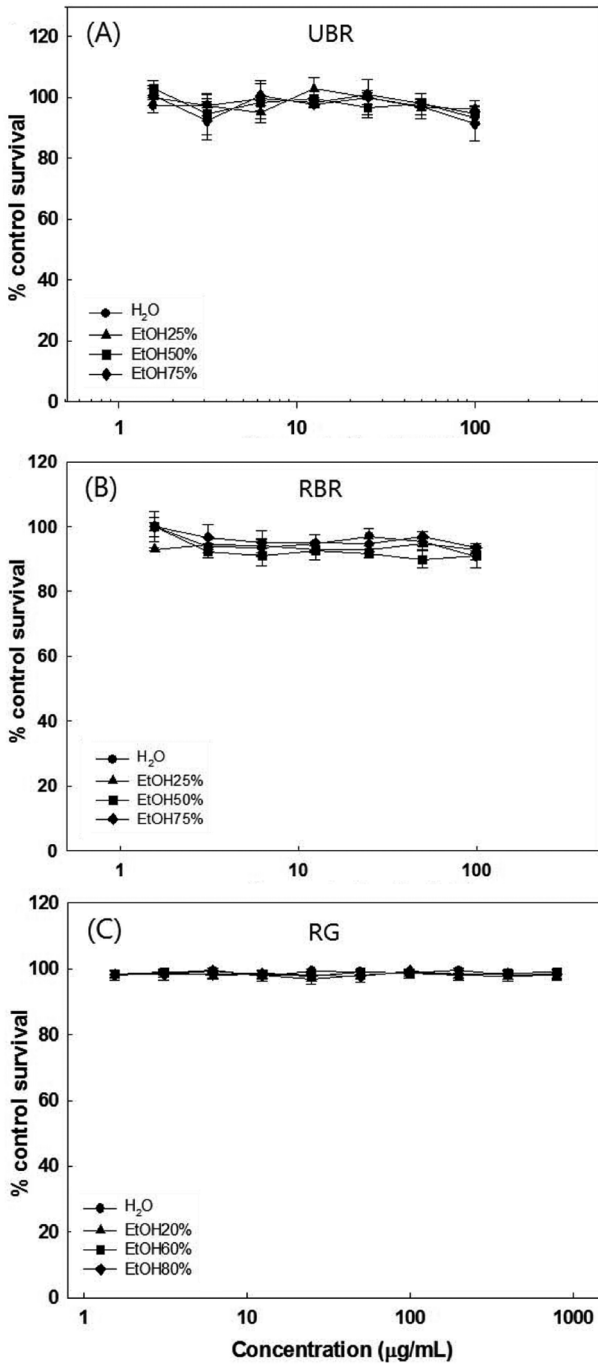 (A) UBR
120
100
80
60
40
20
0
% control survival
H₂O
EtOH25%
EtOH50%
EtOH75%
1 10 100
(B) RBR
120
100
80
60
40
20
0
% control survival
H₂O
EtOH25%
EtOH50%
EtOH75%
1 10 100
(C) RG
120
100
80
60
40
20
0
% control survival
H₂O
EtOH20%
EtOH60%
EtOH80%
1 10 100 1000
Concentration (μg/mL)